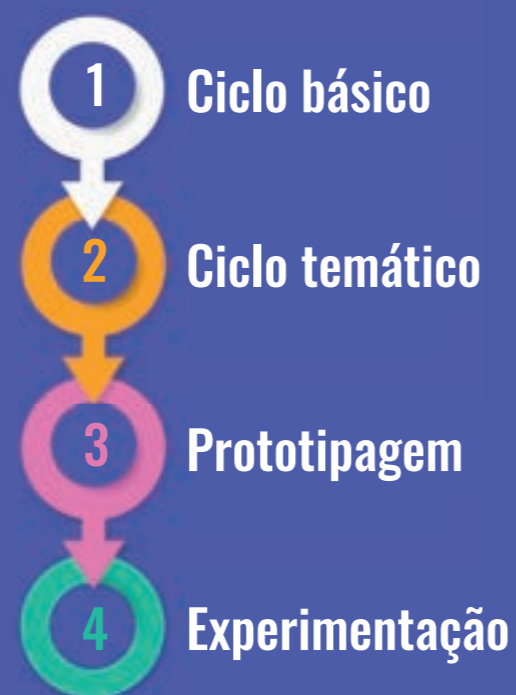 1 Ciclo básico
2 Ciclo temático
3 Prototipagem
4 Experimentação